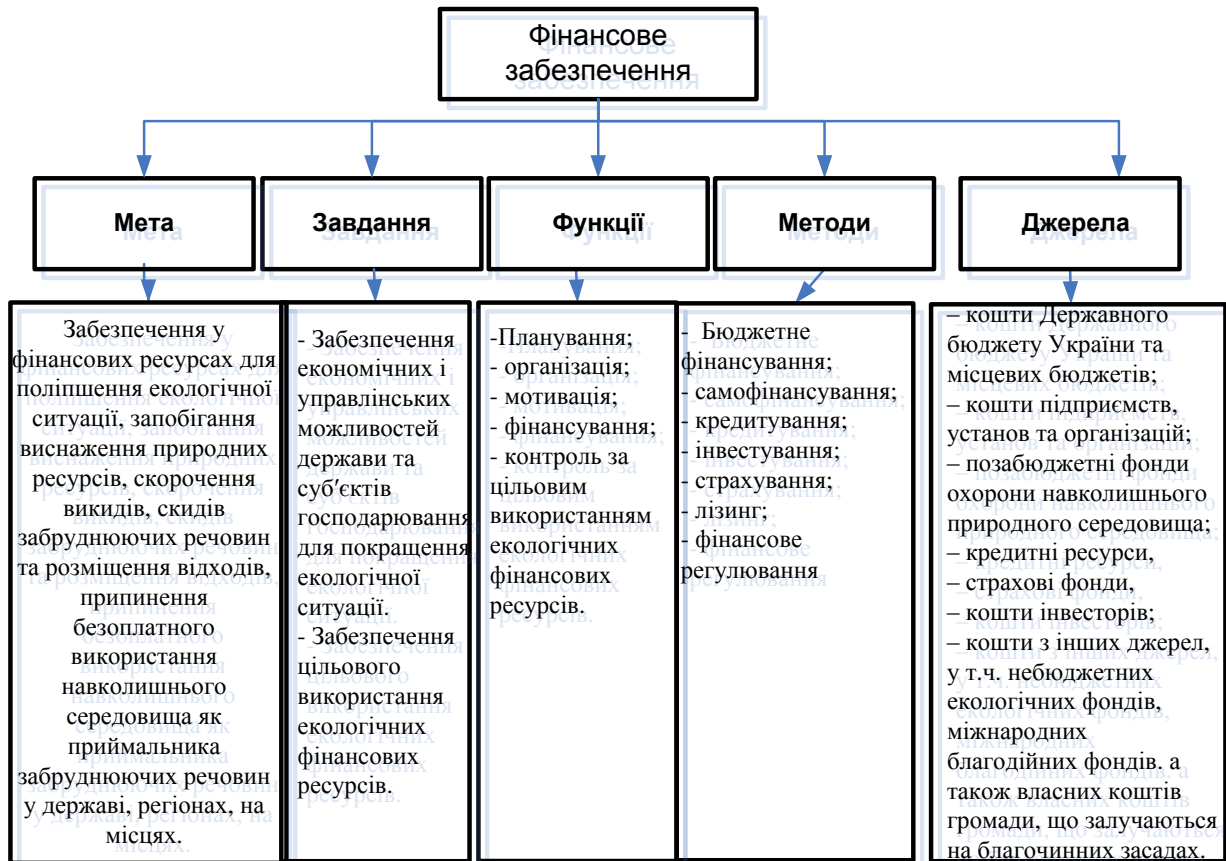 Фінансове
забезпечення
Мета
Завдання
Функції
Методи
Джерела
Забезпечення у
фінансових ресурсах для
поліпшення екологічної
ситуації, запобігання
виснаження природних
ресурсів, скорочення
викидів, скидів
забруднюючих речовин
та розміщення відходів,
припинення
безоплатного
використання
навколишнього
середовища як
приймальника
забруднюючих речовин
у державі, регіонах, на
місцях.
- Забезпечення
економічних і
управлінських
можливостей
держави та
суб′єктів
господарювання
для покращення
екологічної
ситуації.
- Забезпечення
цільового
використання
екологічних
фінансових
ресурсів.
-Планування;
- організація;
- мотивація;
- фінансування;
- контроль за
цільовим
використанням
екологічних
фінансових
ресурсів.
- Бюджетне
фінансування;
- самофінансування;
- кредитування;
- інвестування;
- страхування;
- лізинг;
- фінансове
регулювання
– кошти Державного
бюджету України та
місцевих бюджетів;
– кошти підприємств,
установ та організацій;
– позабюджетні фонди
охорони навколишнього
природного середовища;
– кредитні ресурси,
– страхові фонди,
– кошти інвесторів;
– кошти з інших джерел,
у т.ч. небюджетних
екологічних фондів,
міжнародних
благодійних фондів. а
також власних коштів
громади, що залучаються
на благочинних засадах.